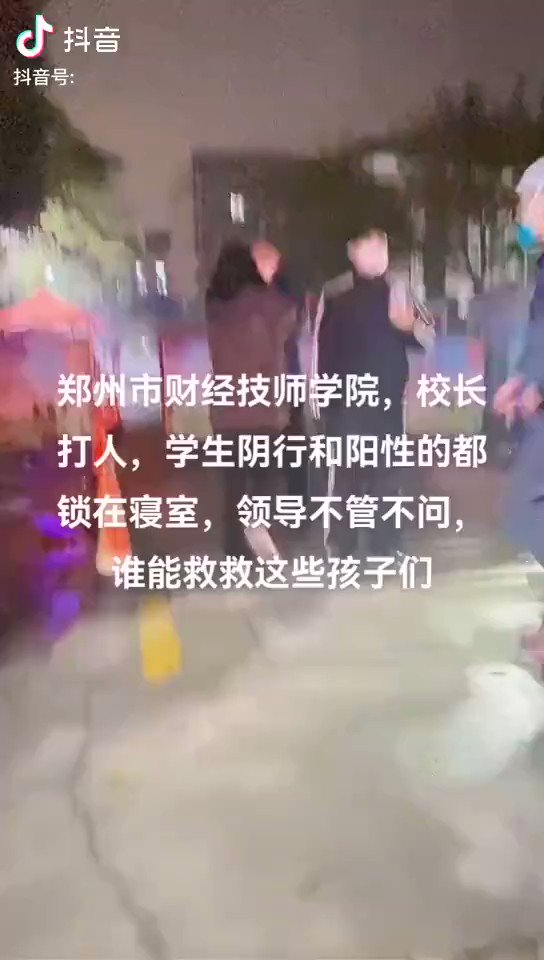 抖音
抖音号:
郑州市财经技师学院，校长
打人，学生阴行和阳性的都
锁在寝室，领导不管不问，
谁能救救这些孩子们